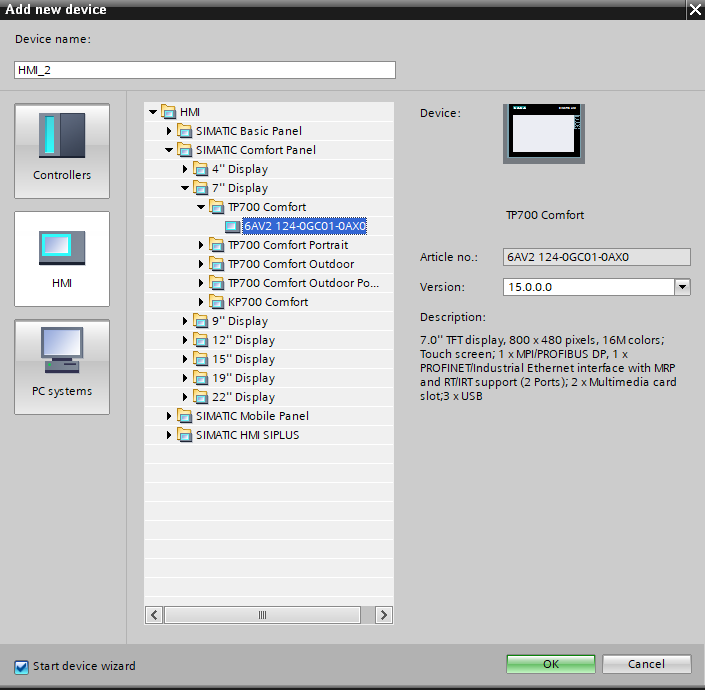 Add new device
Device name:
HMI_2
Controllers
HMI
PC systems
HMI
SIMATIC Basic Panel
SIMATIC Comfort Panel
4'' Display
7'' Display
TP700 Comfort
6AV2 124-0GC01-0AX0
TP700 Comfort Portrait
TP700 Comfort Outdoor
TP700 Comfort Outdoor Po...
KP700 Comfort
9'' Display
12'' Display
15'' Display
19'' Display
22'' Display
SIMATIC Mobile Panel
SIMATIC HMI SIPLUS
Device:
TP700 Comfort
Article no.:
6AV2 124-0GC01-0AX0
Version:
15.0.0.0
Description:
7.0'' TFT display, 800 x 480 pixels, 16M colors;
Touch screen; 1 x MPI/PROFIBUS DP, 1 x
PROFINET/Industrial Ethernet interface with MRP
and RT/IRT support (2 Ports); 2 x Multimedia card
slot;3 x USB
Start device wizard
OK
Cancel